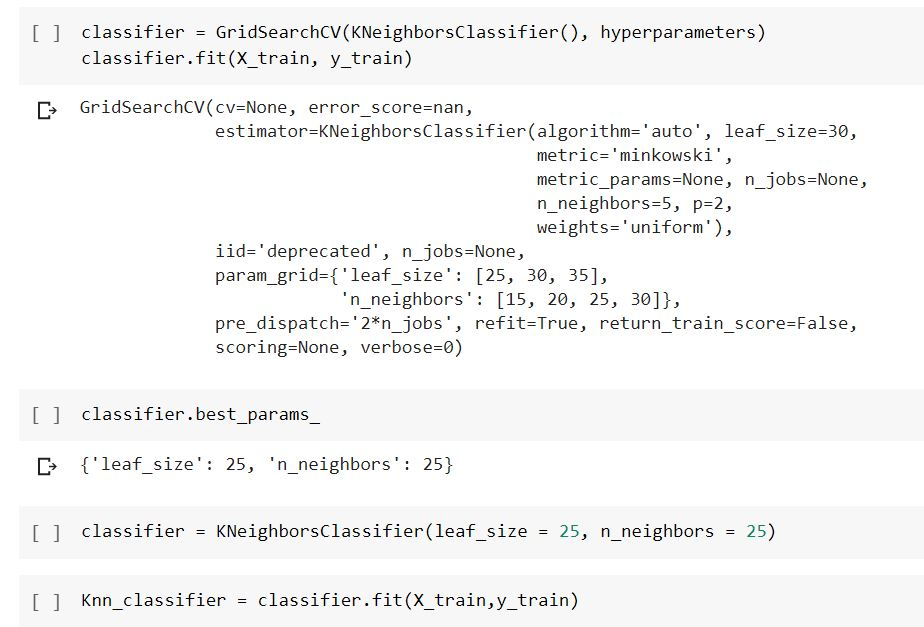 [ ] classifier = GridSearchCV(KNeighborsClassifier(), hyperparameters)
classifier.fit(X_train, y_train)
GridSearchCV(cv=None, error_score=nan,
estimator=KNeighborsClassifier(algorithm='auto', leaf_size=30,
metric='minkowski',
metric_params=None, n_jobs=None,
n_neighbors=5, p=2,
weights='uniform'),
iid='deprecated', n_jobs=None,
param_grid={'leaf_size': [25, 30, 35],
'n_neighbors': [15, 20, 25, 30]},
pre_dispatch='2*n_jobs', refit=True, return_train_score=False,
scoring=None, verbose=0)
[ ] classifier.best_params_
{'leaf_size': 25, 'n_neighbors': 25}
[ ] classifier = KNeighborsClassifier(leaf_size = 25, n_neighbors = 25)
[ ] Knn_classifier = classifier.fit(X_train,y_train)